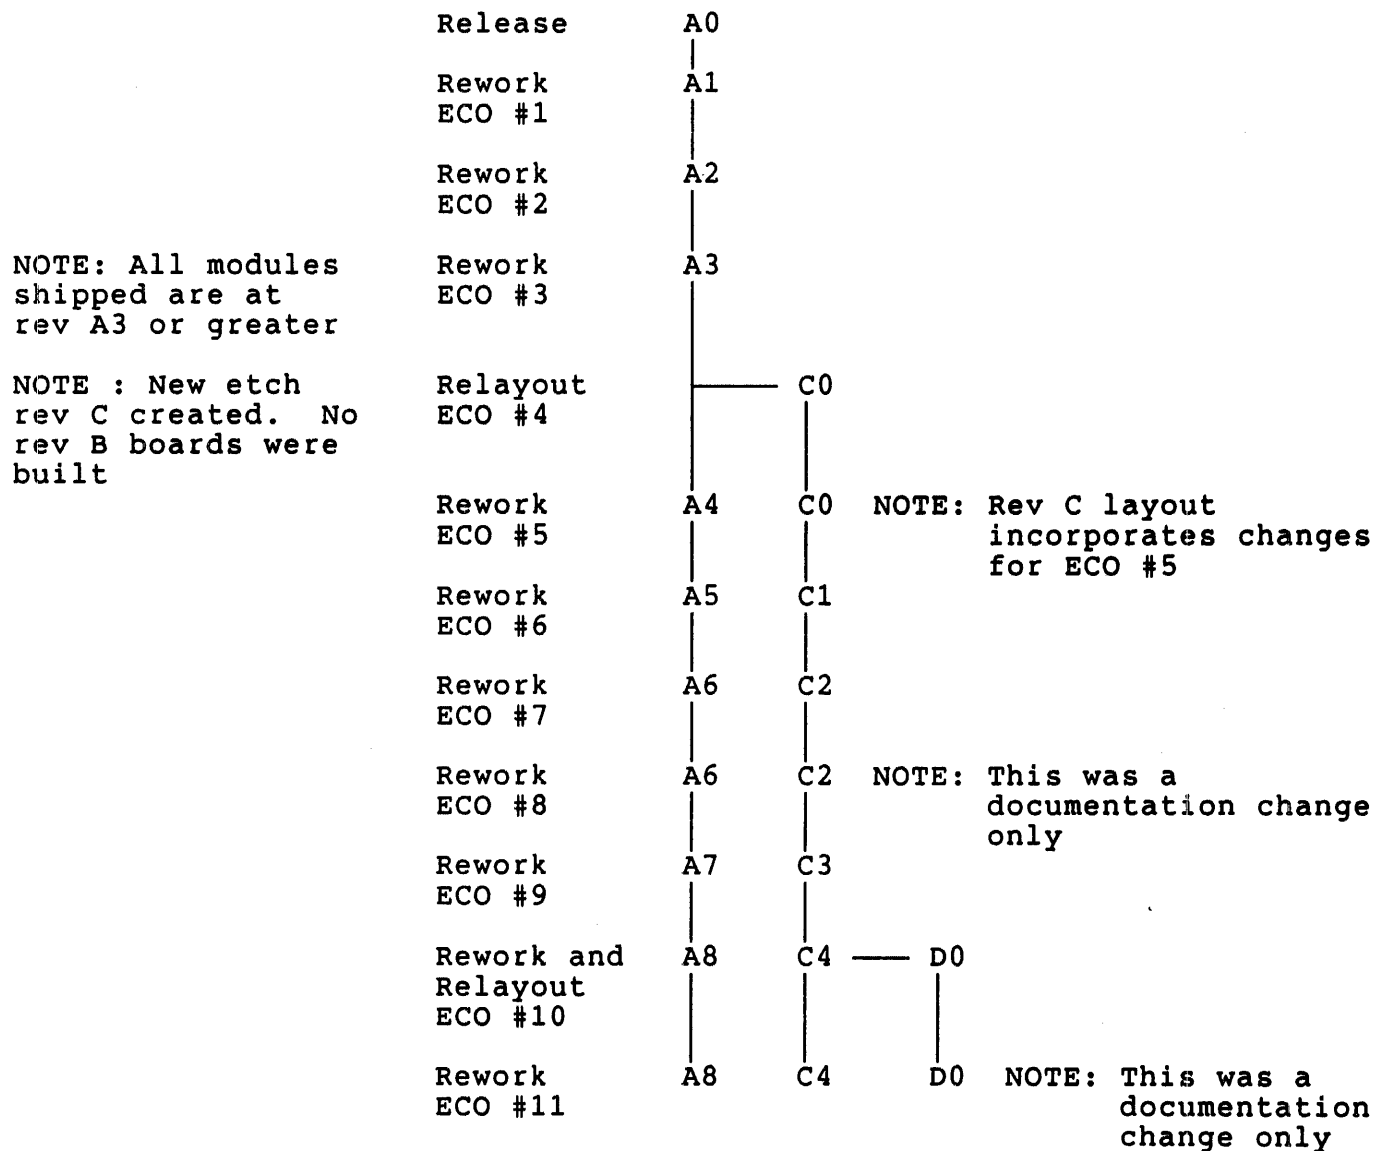 Release A0
Rework A1
ECO #1
Rework A2
ECO #2
NOTE: All modules Rework A3
shipped are at ECO #3
rev A3 or greater
NOTE : New etch Relayout C0
rev C created. No ECO #4
rev B boards were
built
Rework A4 C0 NOTE: Rev C layout
ECO #5 incorporates changes
for ECO #5
Rework A5 C1
ECO #6
Rework A6 C2
ECO #7
Rework A6 C2 NOTE: This was a
ECO #8 documentation change
only
Rework A7 C3
ECO #9
Rework and A8 C4 D0
Relayout
ECO #10
Rework A8 C4 D0 NOTE: This was a
ECO #11 documentation
change only